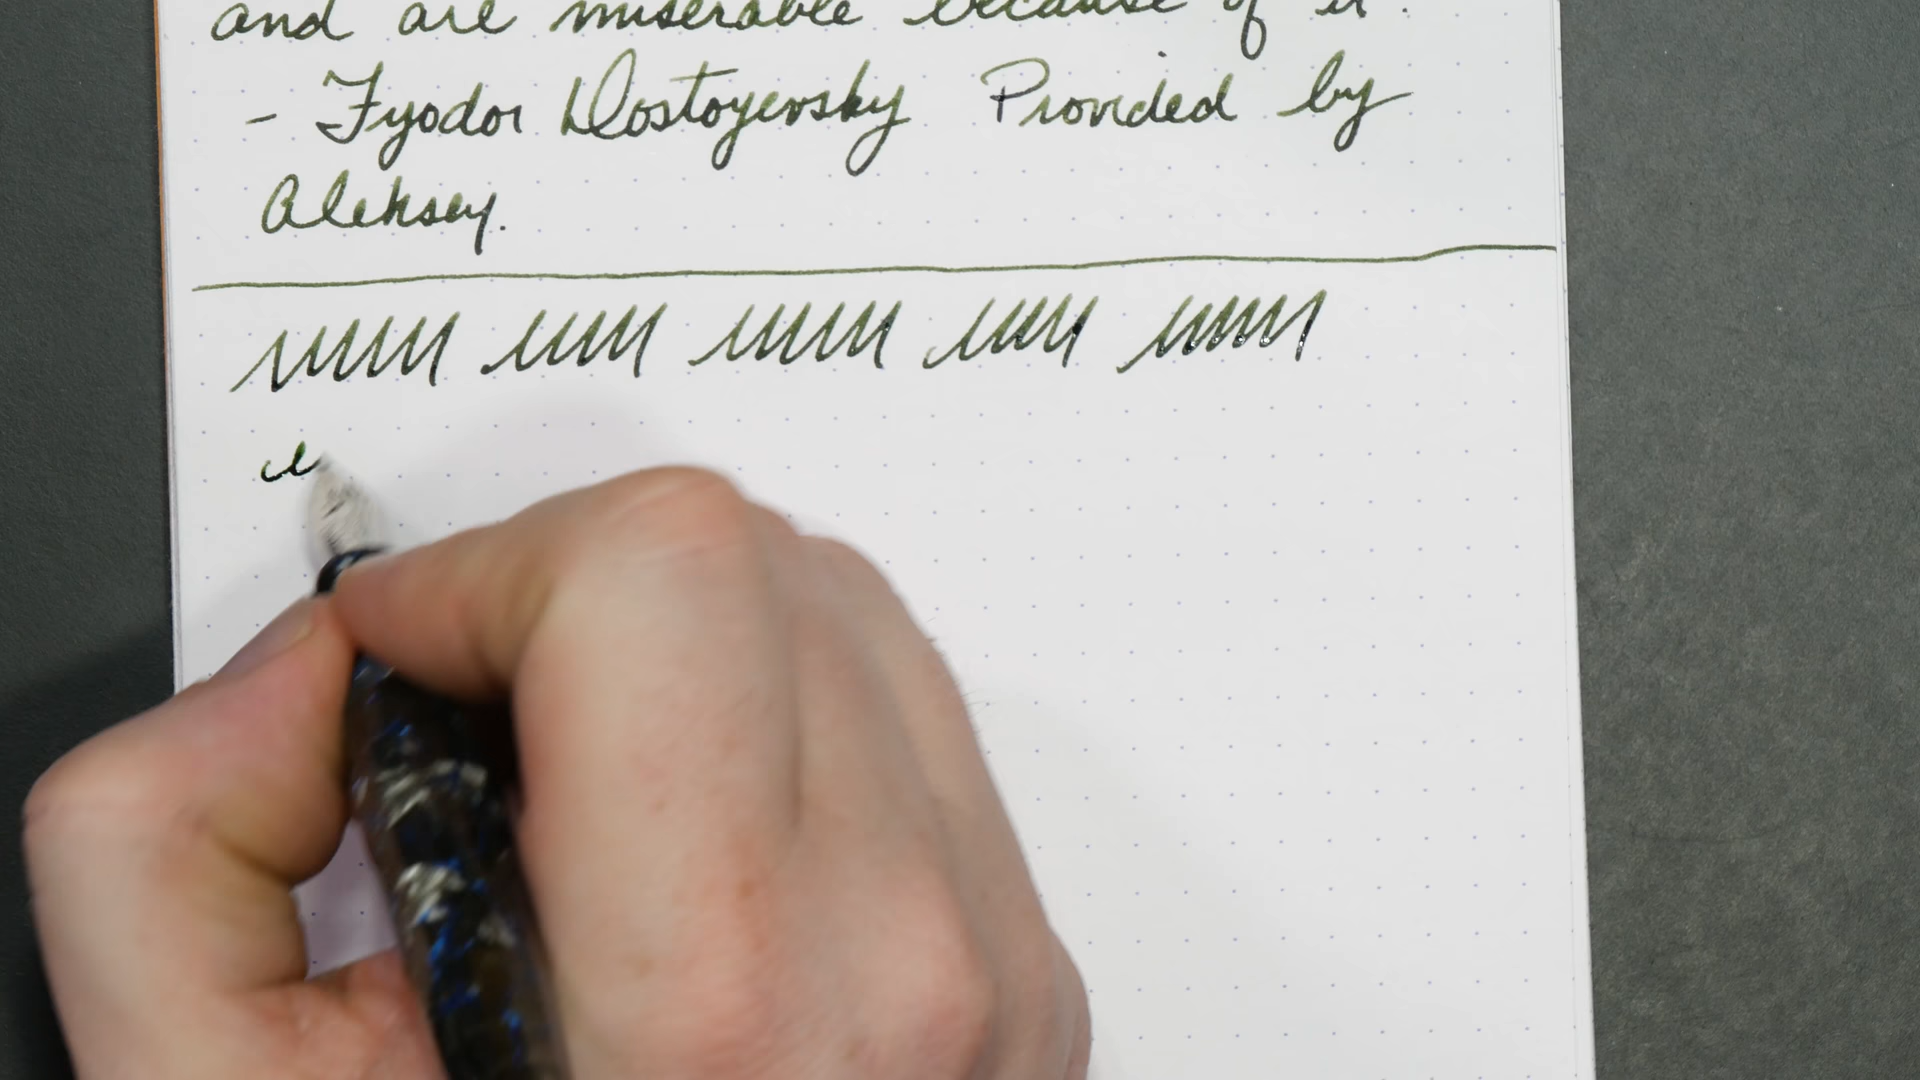 and are miserable because of it.
- Fyodor Dostoyevsky Provided by
Aleksey.